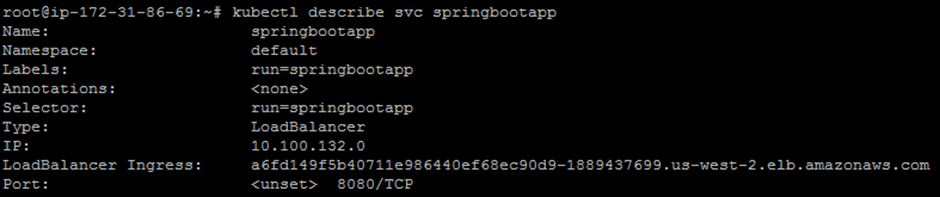 root@ip-172-31-86-69:~# kubectl describe svc springbootapp
Name: springbootapp
Namespace: default
Labels: run=springbootapp
Annotations: <none>
Selector: run=springbootapp
Type: LoadBalancer
IP: 10.100.132.0
LoadBalancer Ingress: a6fd149f5b40711e986440ef68ec90d9-1889437699.us-west-2.elb.amazonaws.com
Port: <unset> 8080/TCP